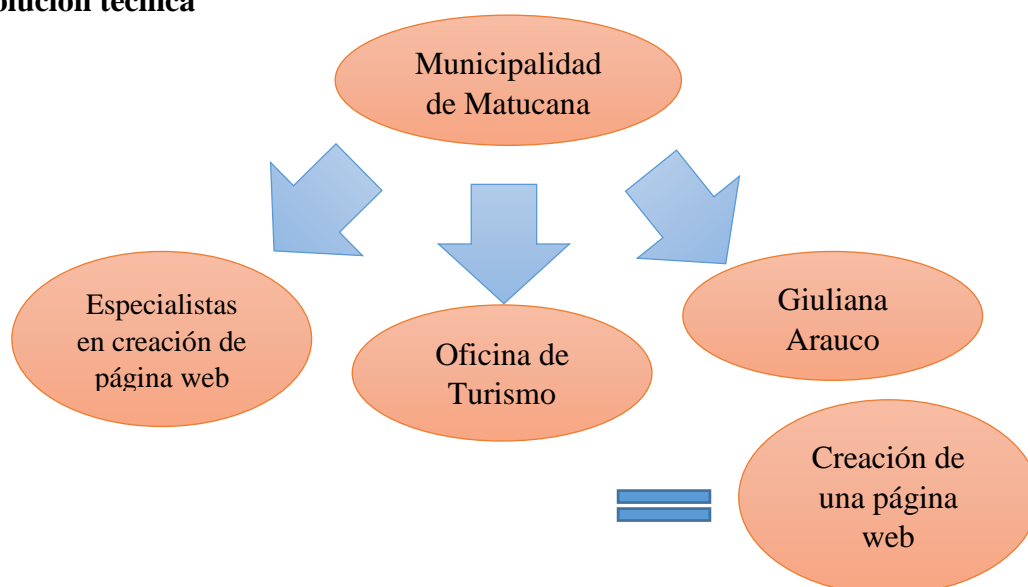 olución técnica
Municipalidad
de Matucana
Especialistas
en creación de
página web
Oficina de
Turismo
Giuliana
Arauco
Creación de
una página
web